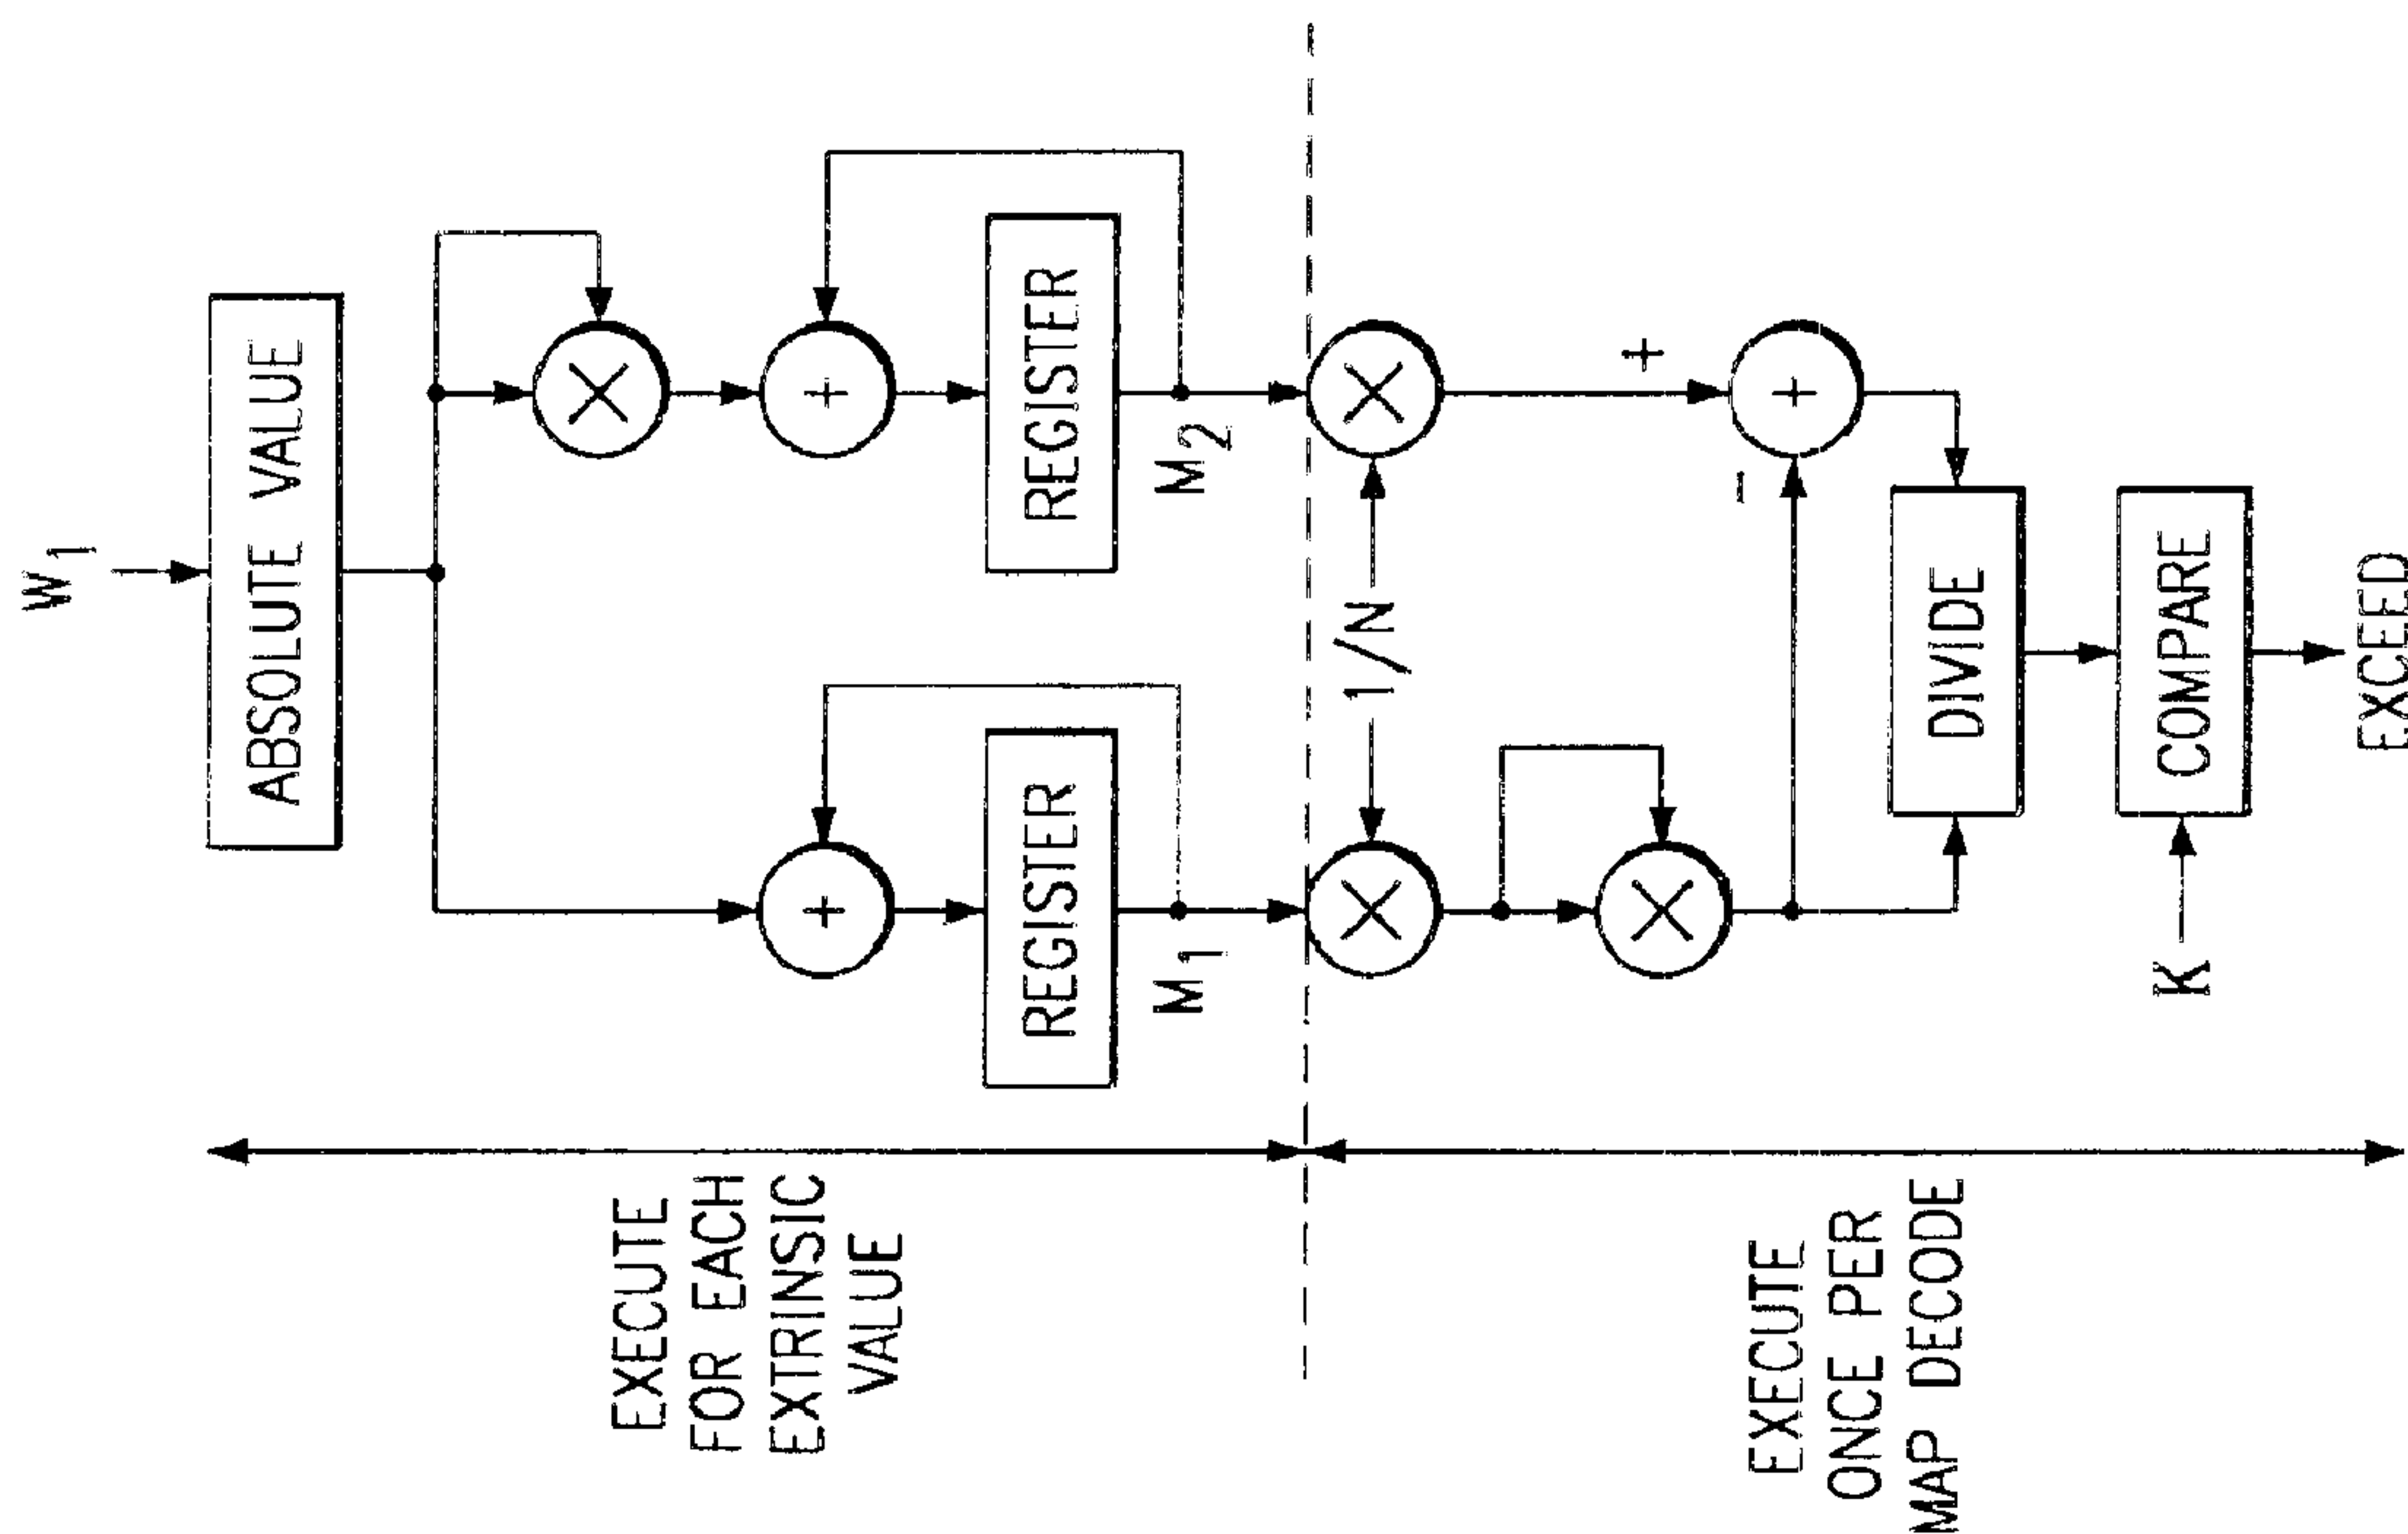 W1
ABSOLUTE VALUE
REGISTER
REGISTER
M1
M2
1/N
+
-
DIVIDE
K
COMPARE
EXCEED
EXECUTE
FOR EACH
EXTRINSIC
VALUE
EXECUTE
ONCE PER
MAP DECODE